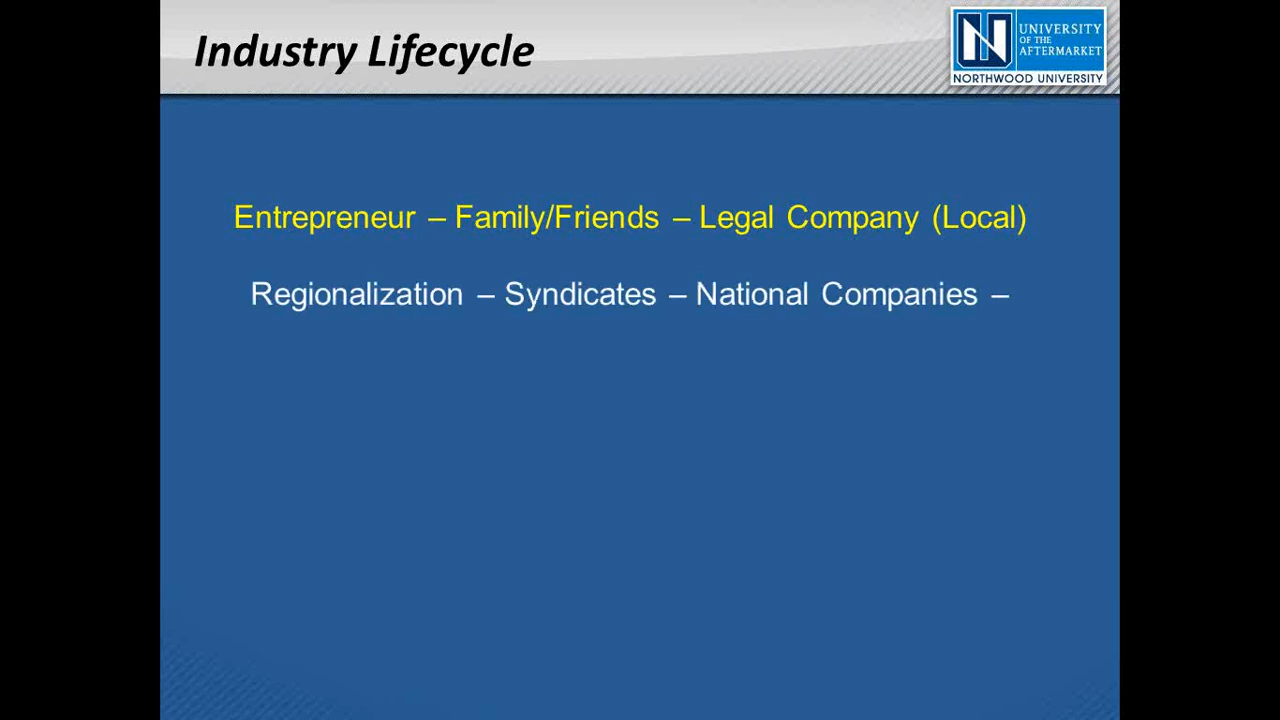 Industry Lifecycle
N
UNIVERSITY
OF THE
AFTERMARKET
NORTHWOOD UNIVERSITY
Entrepreneur – Family/Friends – Legal Company (Local)
Regionalization – Syndicates – National Companies –